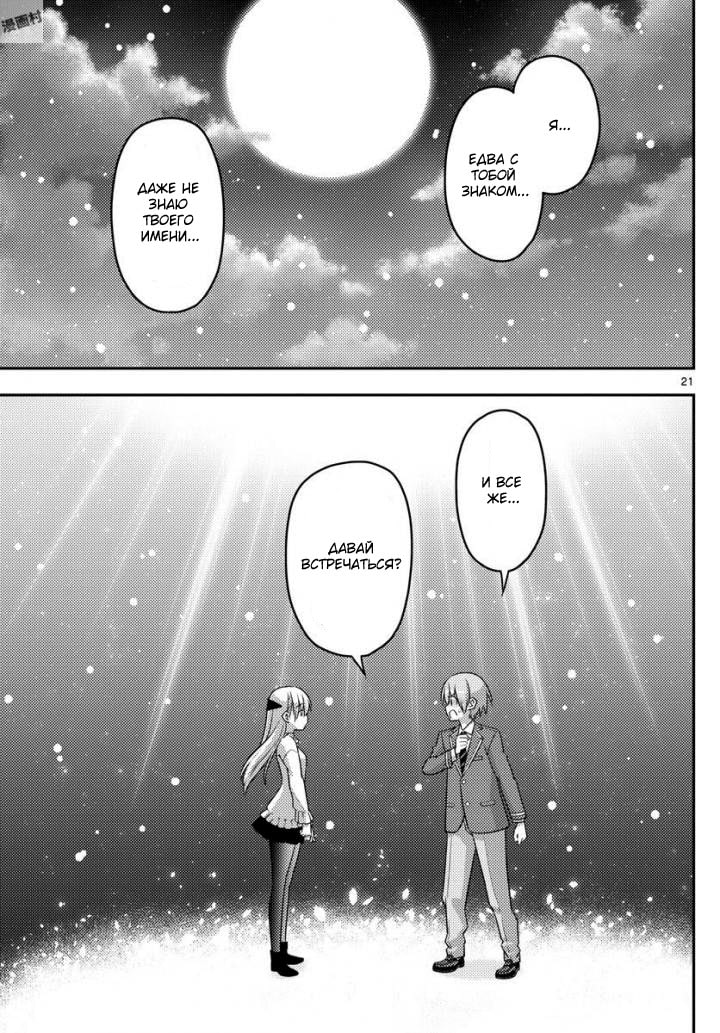 漫画村
Я...
ЕДВА С
ТОБОЙ
ЗНАКОМ...
ДАЖЕ НЕ
ЗНАЮ
ТВОЕГО
ИМЕНИ...
21
И ВСЕ
ЖЕ...
ДАВАЙ
ВСТРЕЧАТЬСЯ?